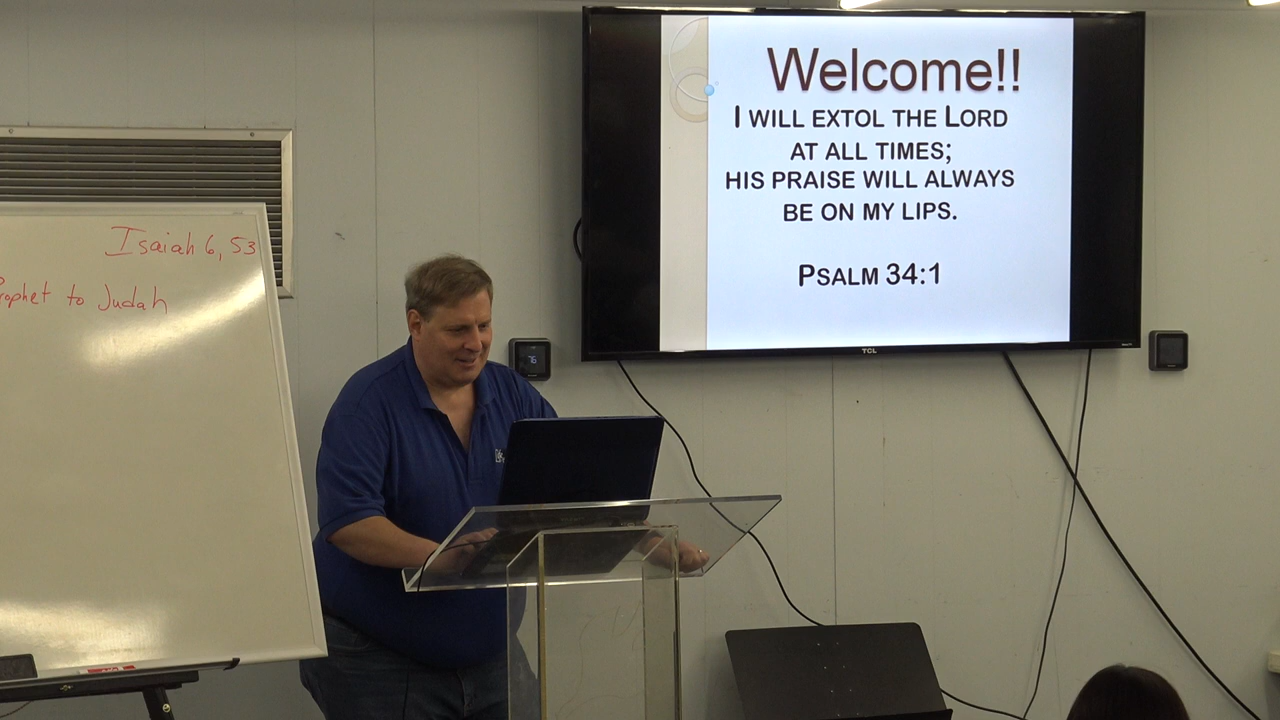 Isaiah 6, 53
rophet to Judah
Welcome!!
I WILL EXTOL THE LORD
AT ALL TIMES;
HIS PRAISE WILL ALWAYS
BE ON MY LIPS.
PSALM 34:1
TCL
76